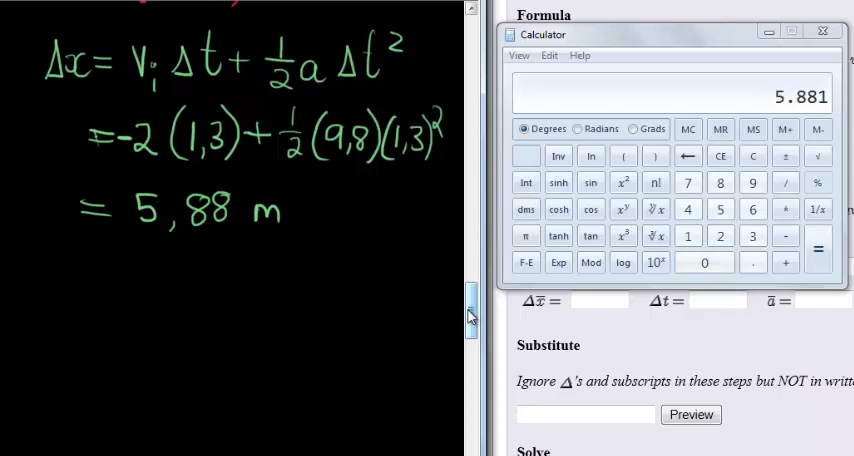 Δx = Vi Δt + 1/2 a Δt²
= -2 (1,3) + 1/2 (9,8)(1,3)²
= 5,88 m
Formula
Calculator
View Edit Help
5.881
Degrees Radians Grads MC MR MS M+ M-
Inv ln ( ) ← CE C ± √
Int sinh sin x² n! 7 8 9 / %
dms cosh cos xʸ ʸ√x 4 5 6 * 1/x
π tanh tan x³ ³√x 1 2 3 - =
F-E Exp Mod log 10ˣ 0 . +
Δx̄ = Δt = ā =
Substitute
Ignore Δ's and subscripts in these steps but NOT in writte
Preview
Solve